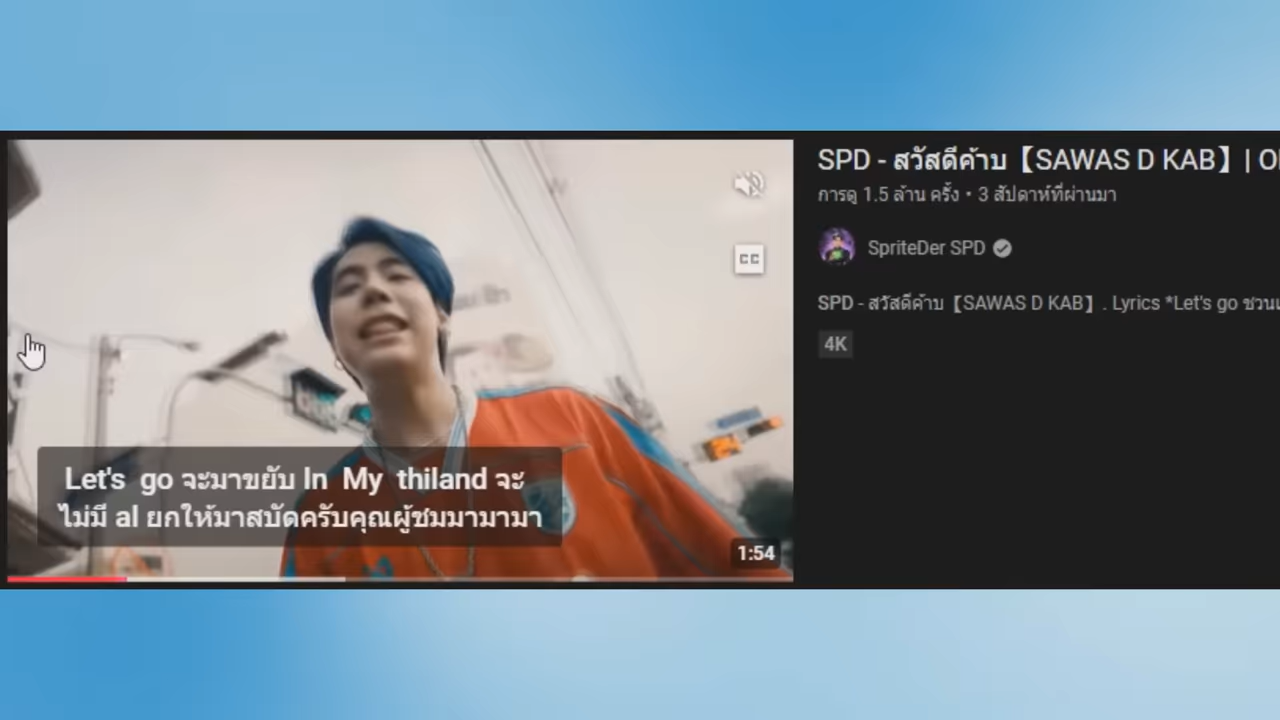 SPD - สวัสดีค้าบ【SAWAS D KAB】| O
การดู 1.5 ล้าน ครั้ง • 3 สัปดาห์ที่ผ่านมา
SpriteDer SPD
SPD - สวัสดีค้าบ【SAWAS D KAB】. Lyrics *Let's go ชวน
4K
CC
Let's go จะมาขยับ In My thiland จะ
ไม่มี al ยกให้มาสบัดครับคุณผู้ชมมามามา
1:54